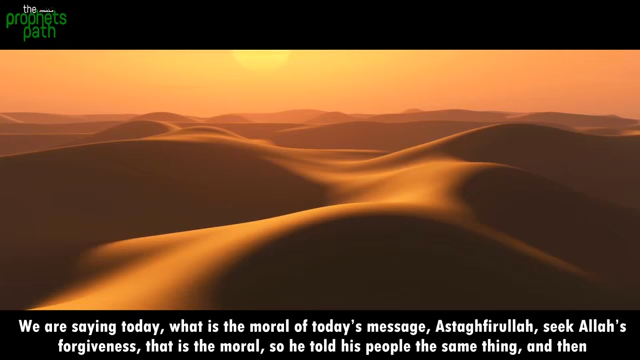 the
prophets
path
We are saying today, what is the moral of today's message, Astaghfirullah, seek Allah's
forgiveness, that is the moral, so he told his people the same thing, and then